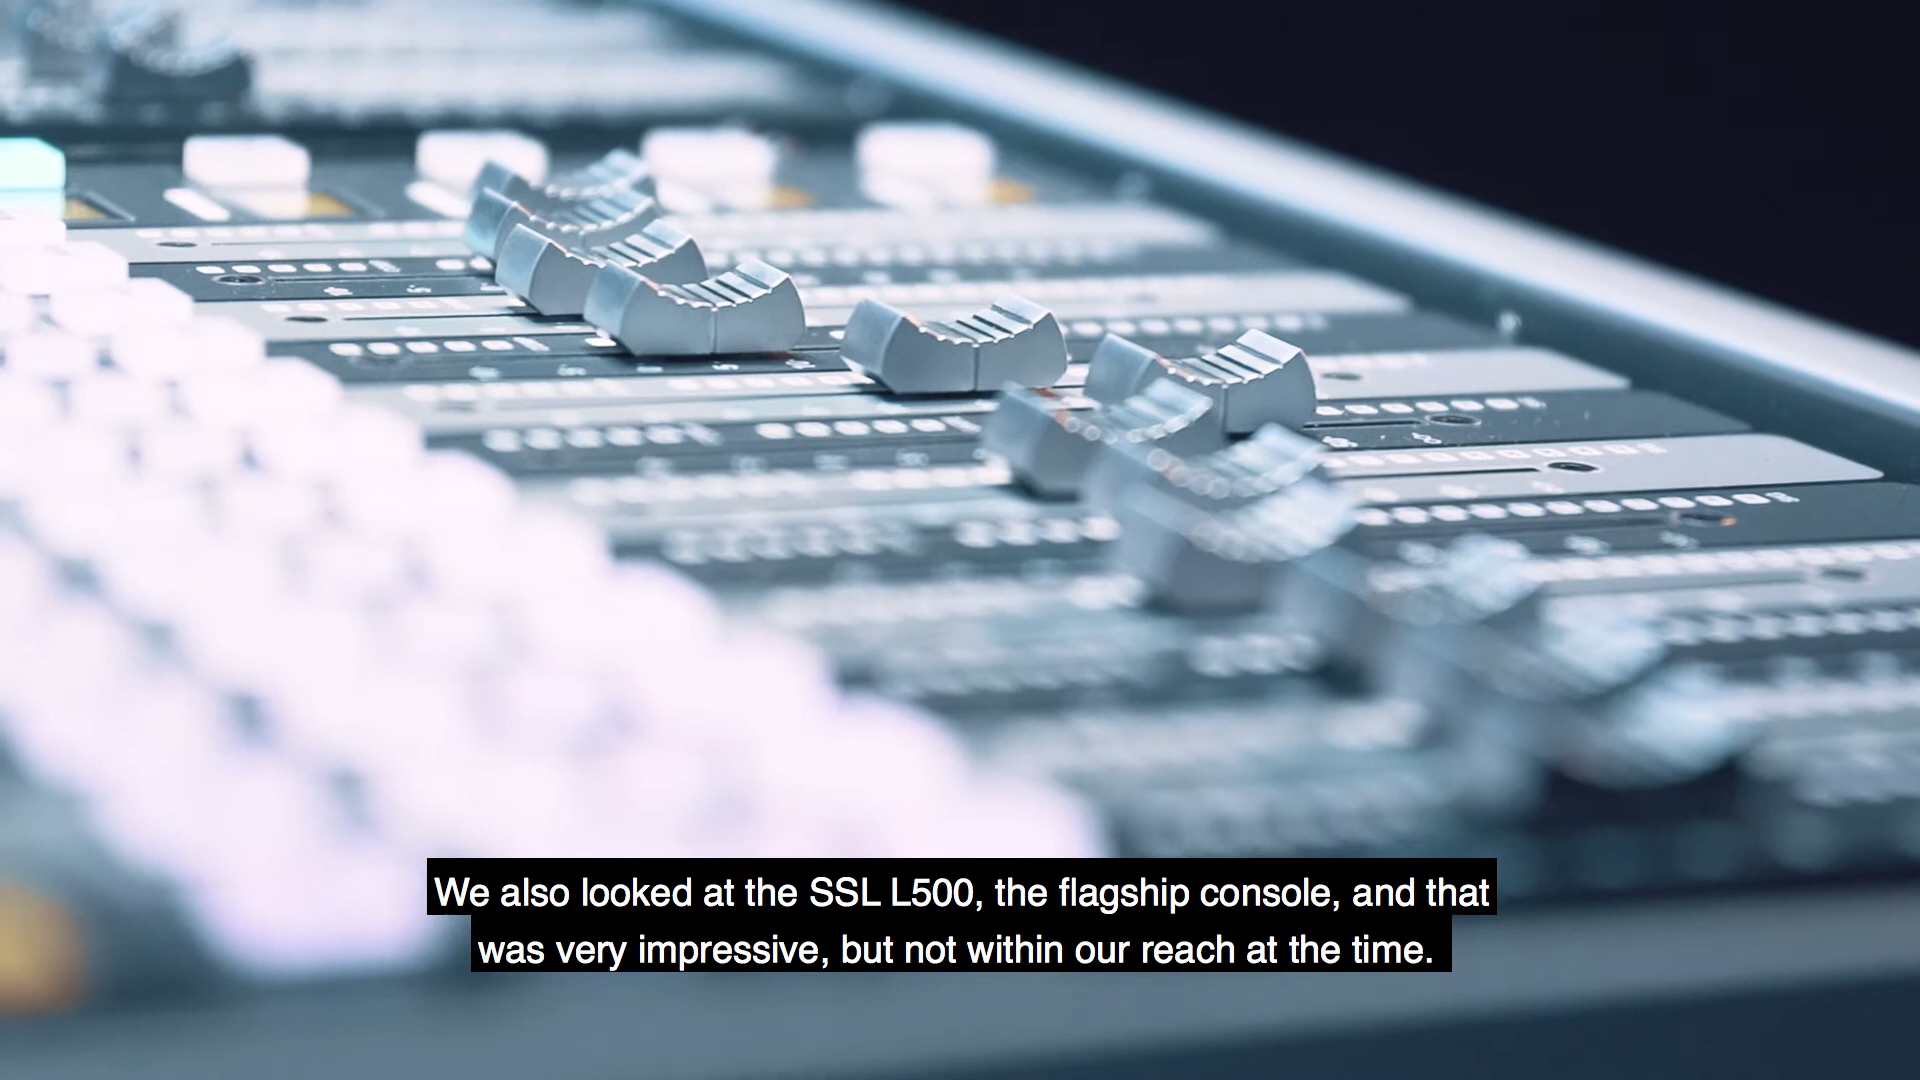 We also looked at the SSL L500, the flagship console, and that
was very impressive, but not within our reach at the time.